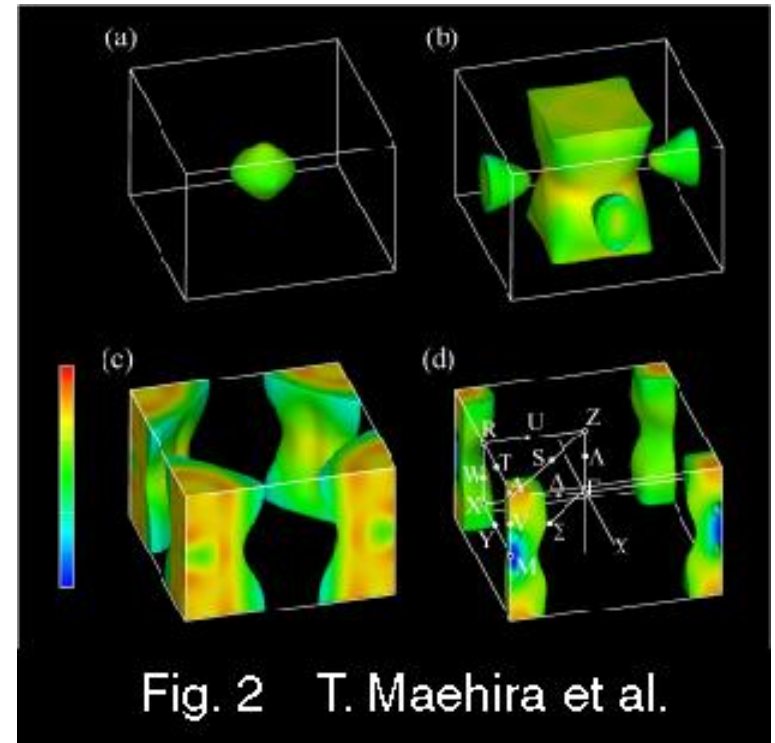 (a) (b)
(c) (d)
R U Z
T S Λ
W A Δ Γ
X V Σ
Y M X
Fig. 2 T. Maehira et al.